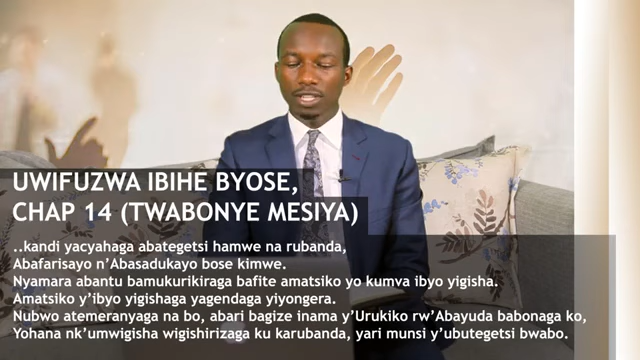 UWIFUZWA IBIHE BYOSE,
CHAP 14 (TWABONYE MESIYA)
..kandi yacyahaga abategetsi hamwe na rubanda,
Abafarisayo n’Abasadukayo bose kimwe.
Nyamara abantu bamukurikiraga bafite amatsiko yo kumva ibyo yigisha.
Amatsiko y’ibyo yigishaga yagendaga yiyongera.
Nubwo atemeranyaga na bo, abari bagize inama y’Urukiko rw’Abayuda babonaga ko,
Yohana nk’umwigisha wigishirizaga ku karubanda, yari munsi y’ubutegetsi bwabo.